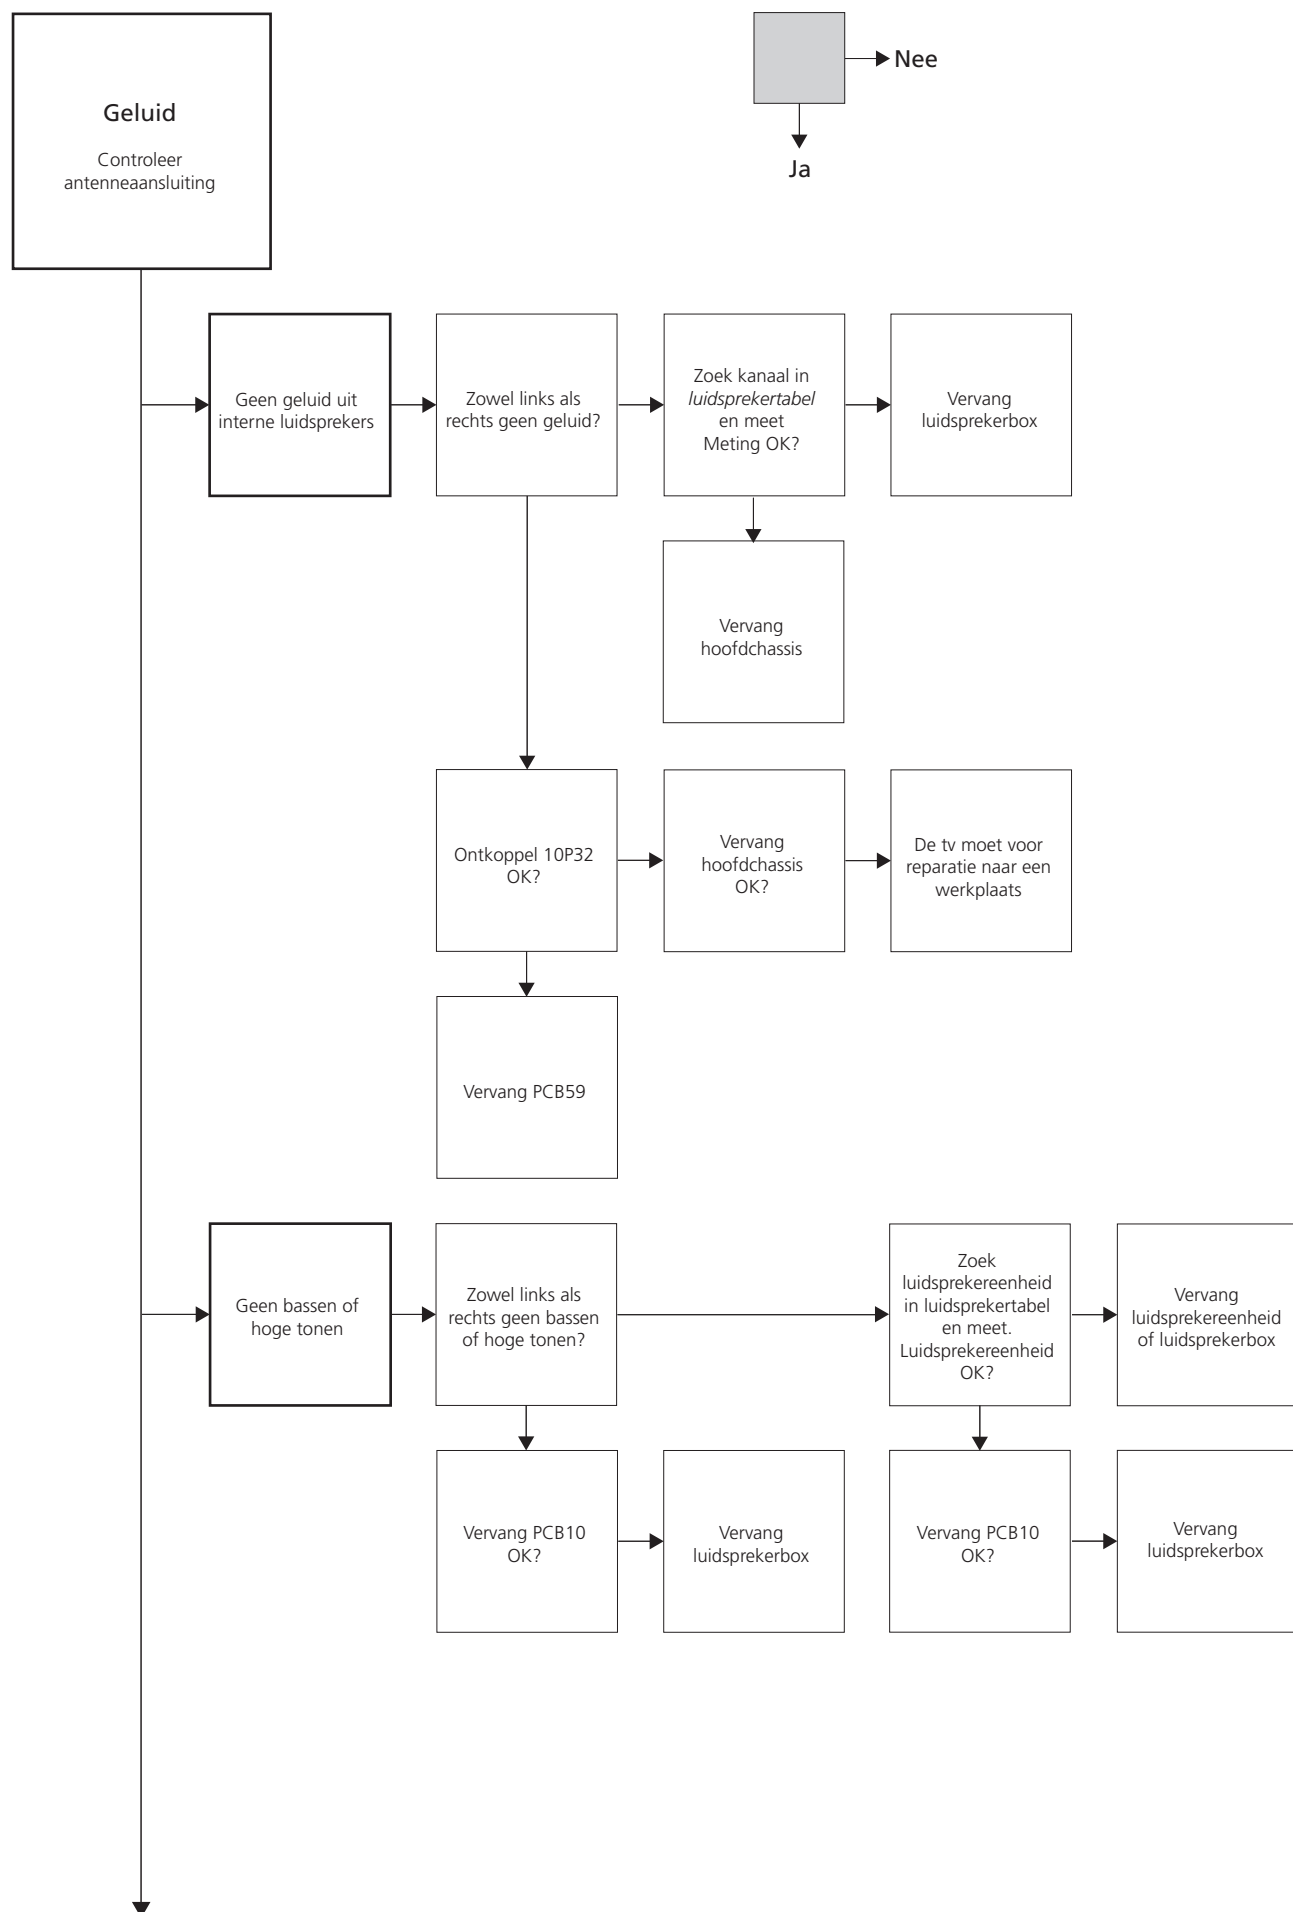 Geluid
Controleer
antenneaansluiting
Nee
Ja
Geen geluid uit
interne luidsprekers
Zowel links als
rechts geen geluid?
Zoek kanaal in
luidsprekertabel
en meet
Meting OK?
Vervang
luidsprekerbox
Vervang
hoofdchassis
Ontkoppel 10P32
OK?
Vervang
hoofdchassis
OK?
De tv moet voor
reparatie naar een
werkplaats
Vervang PCB59
Geen bassen of
hoge tonen
Zowel links als
rechts geen bassen
of hoge tonen?
Zoek
luidsprekereenheid
in luidsprekertabel
en meet.
Luidsprekereenheid
OK?
Vervang
luidsprekereenheid
of luidsprekerbox
Vervang PCB10
OK?
Vervang
luidsprekerbox
Vervang PCB10
OK?
Vervang
luidsprekerbox